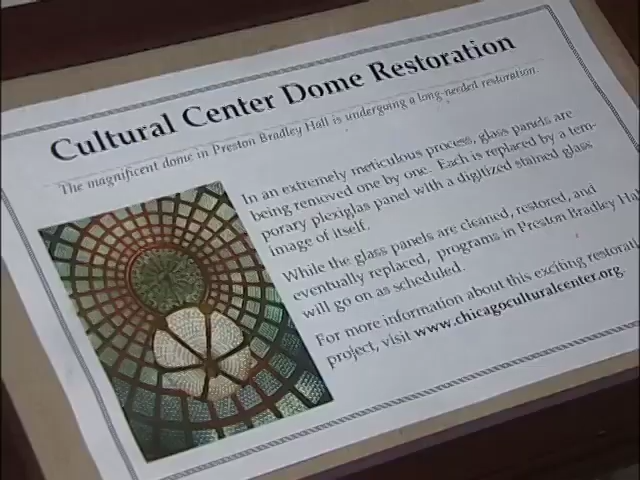 Cultural Center Dome Restoration
The magnificent dome in Preston Bradley Hall is undergoing a long-needed restoration.
In an extremely meticulous process, glass panels are
being removed one by one. Each is replaced by a tem-
porary plexiglas panel with a digitized stained glass
image of itself.
While the glass panels are cleaned, restored, and
eventually replaced, programs in Preston Bradley Ha
will go on as scheduled.
For more information about this exciting restorati
project, visit www.chicagoculturalcenter.org.